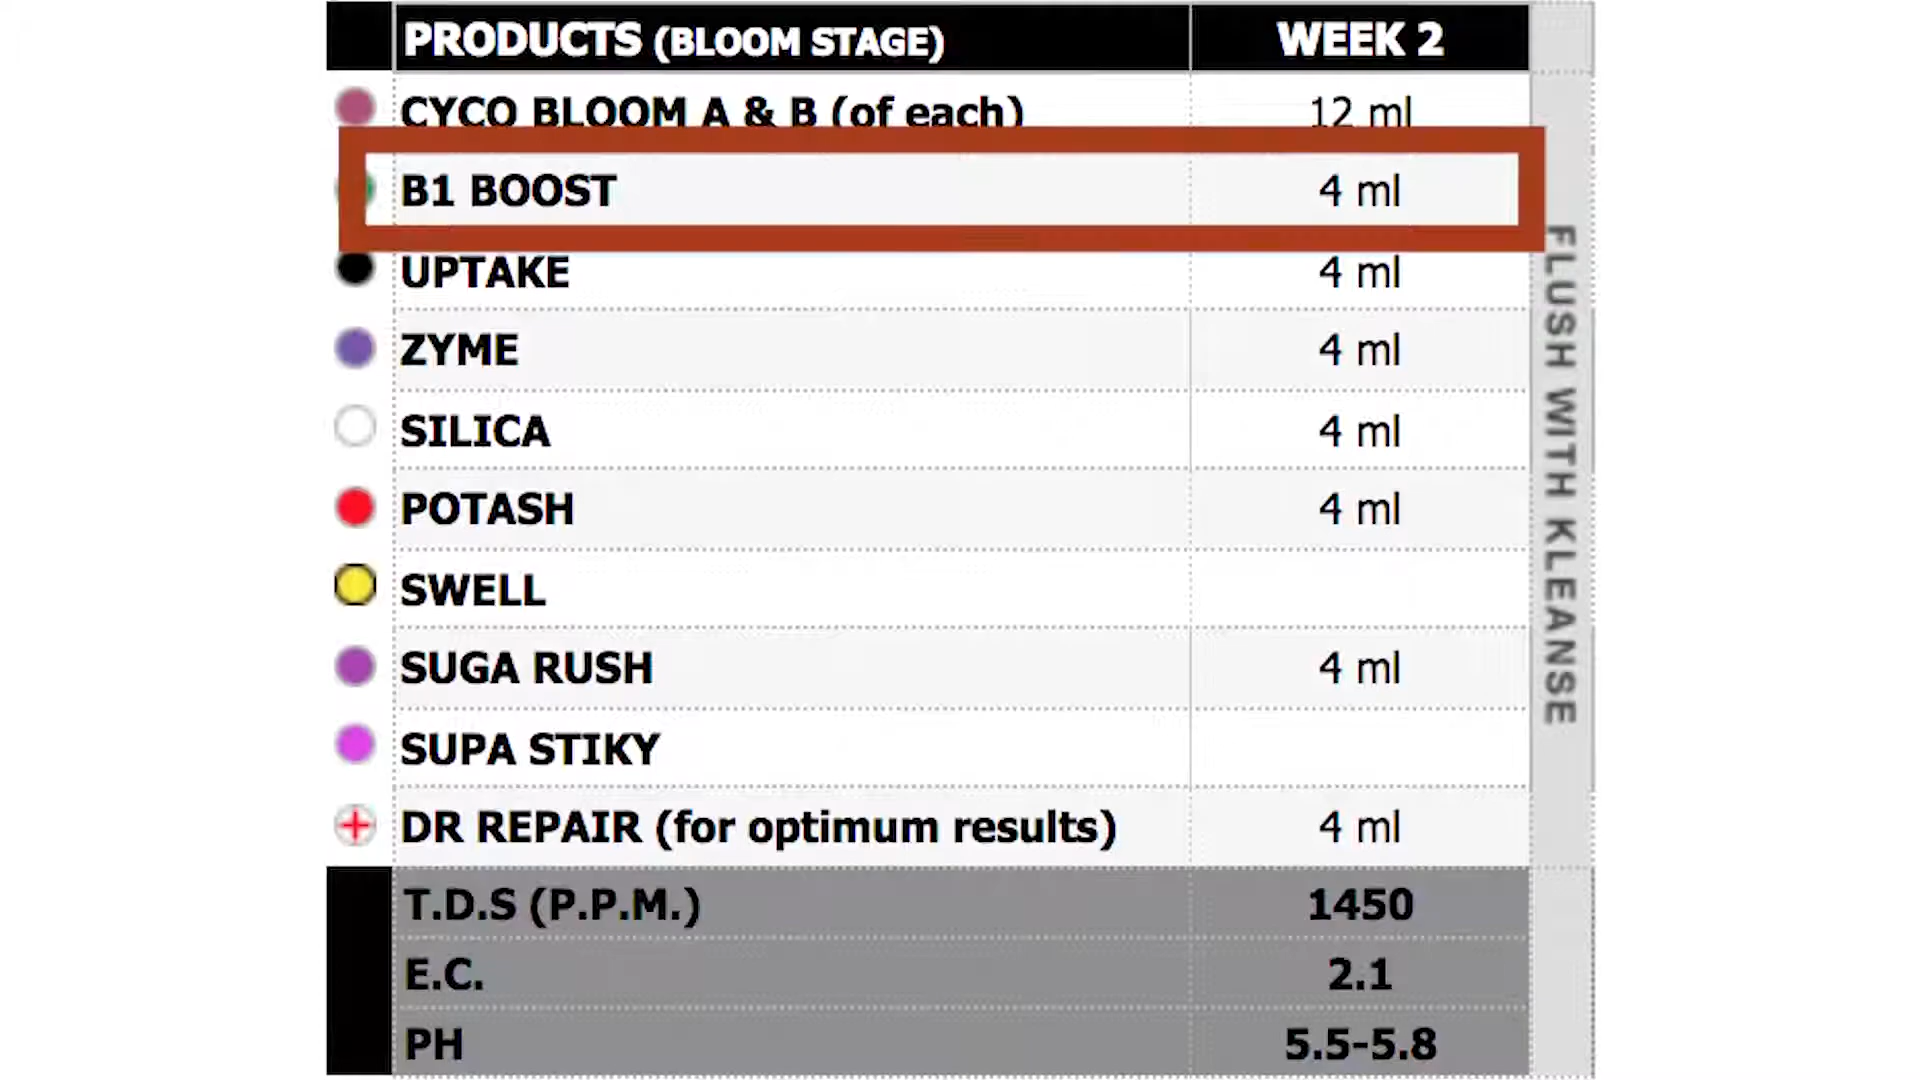 PRODUCTS (BLOOM STAGE) WEEK 2
CYCO BLOOM A & B (of each) 12 ml
B1 BOOST 4 ml
UPTAKE 4 ml
ZYME 4 ml
SILICA 4 ml
POTASH 4 ml
SWELL
SUGA RUSH 4 ml
SUPA STIKY
DR REPAIR (for optimum results) 4 ml
T.D.S (P.P.M.) 1450
E.C. 2.1
PH 5.5-5.8
FLUSH WITH KLEANSE